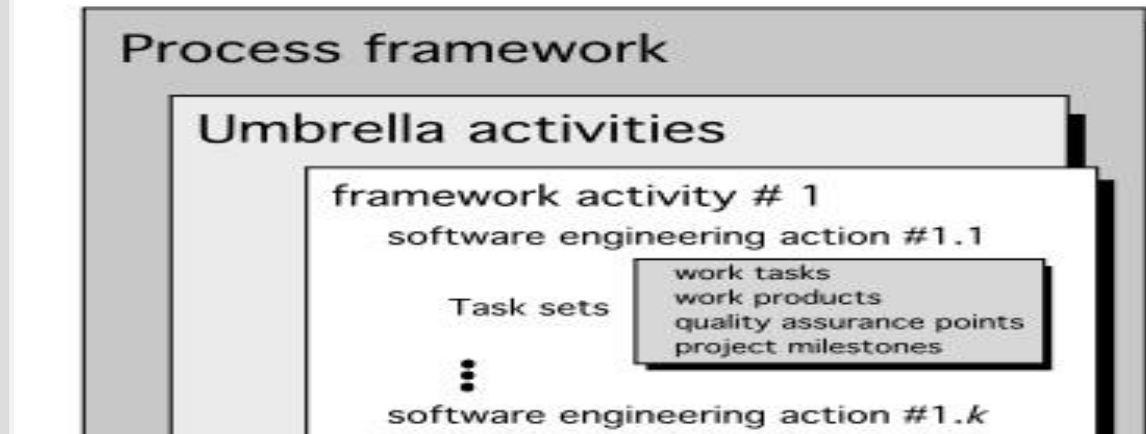 Process framework
Umbrella activities
framework activity # 1
software engineering action #1.1
Task sets
work tasks
work products
quality assurance points
project milestones
software engineering action #1.k